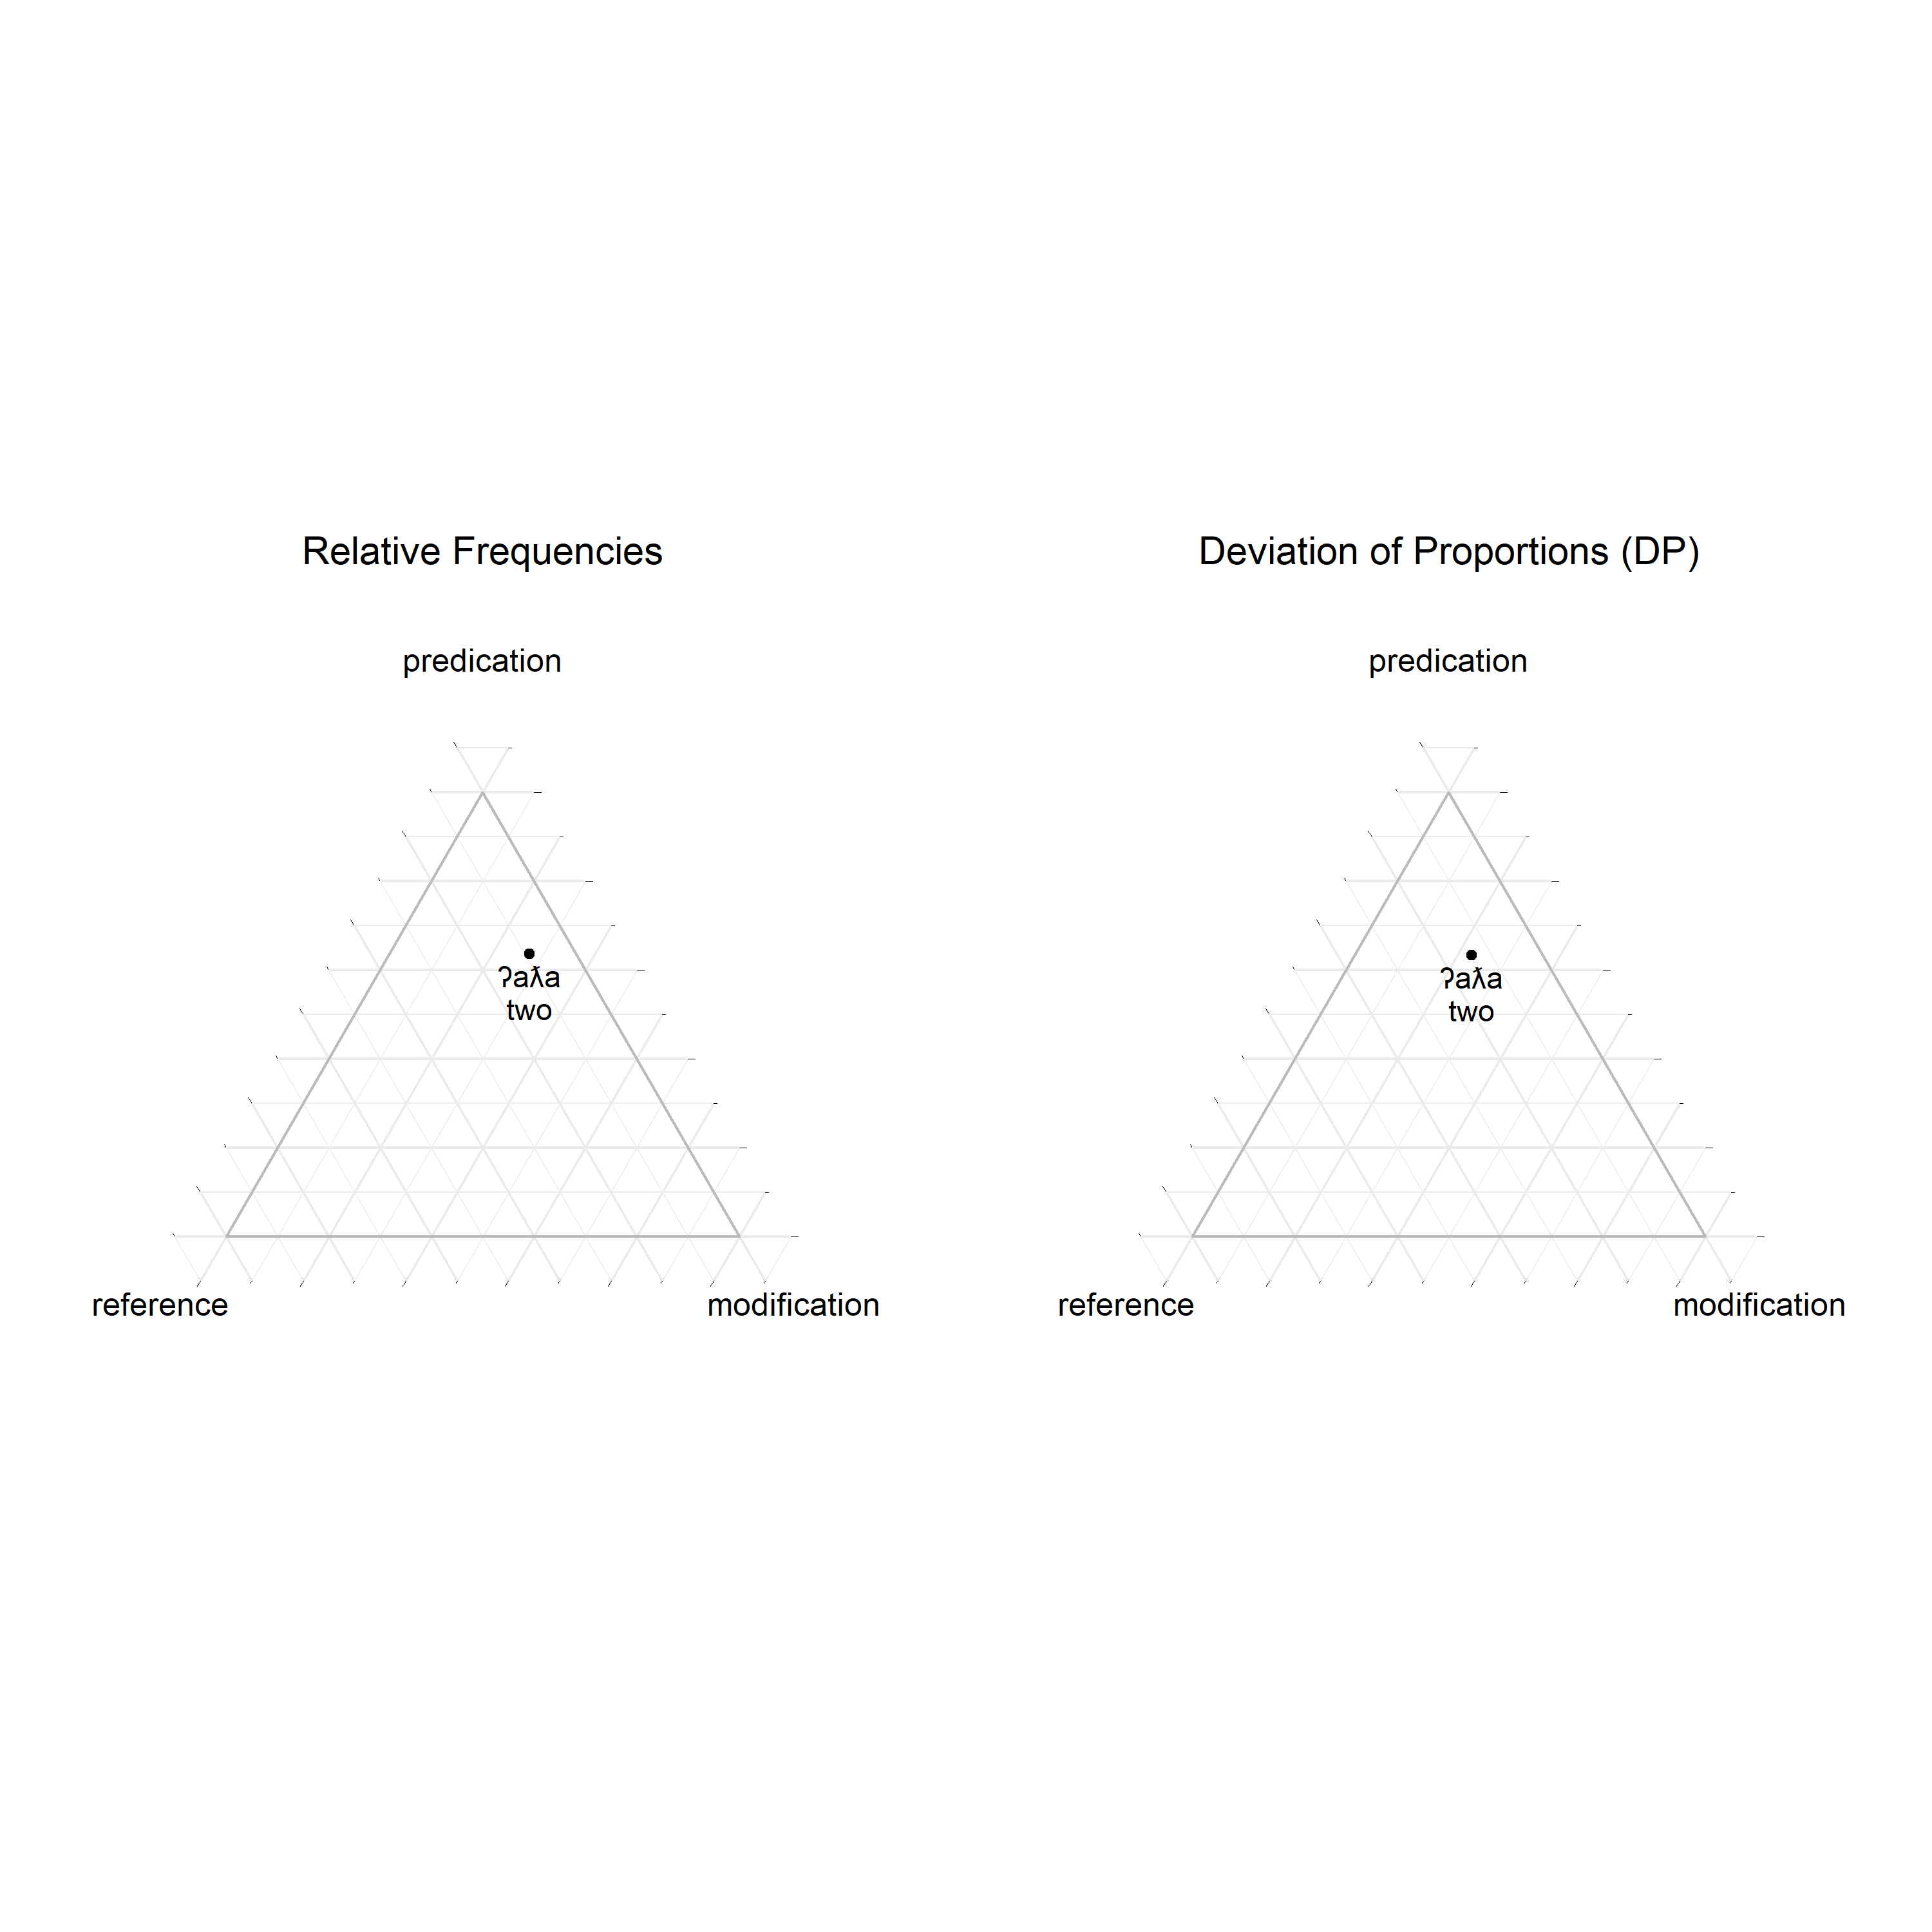 Relative Frequencies
predication
ʔaƛa
two
reference
modification
Deviation of Proportions (DP)
predication
ʔaƛa
two
reference
modification